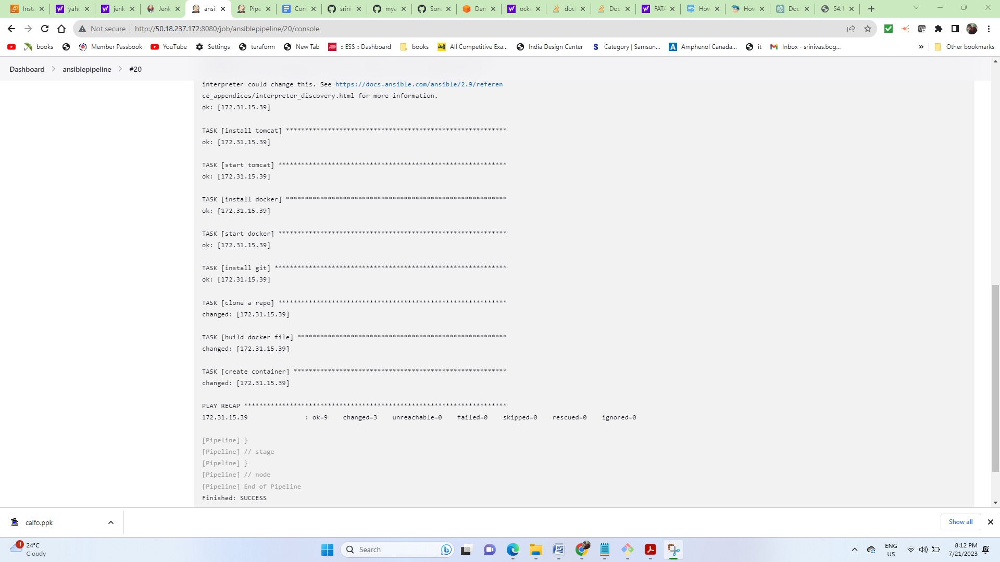 Insta
yaho
jenk
Jenk
ansil
Pipe
Con
srini
mya
Son
Den
ocke
dock
Doc
FATA
How
How
Doc
54.1
Not secure
http://50.18.237.172:8080/job/ansiblepipeline/20/console
books
Member Passbook
YouTube
Settings
teraform
New Tab
:: ESS :: Dashboard
books
All Competitive Exa...
India Design Center
Category | Samsun...
Amphenol Canada...
it
Inbox - srinivas.bog...
»
Other bookmarks
Dashboard
ansiblepipeline
#20
interpreter could change this. See https://docs.ansible.com/ansible/2.9/referen
ce_appendices/interpreter_discovery.html for more information.
ok: [172.31.15.39]
TASK [install tomcat] **********************************************************
ok: [172.31.15.39]
TASK [start tomcat] ************************************************************
ok: [172.31.15.39]
TASK [install docker] **********************************************************
ok: [172.31.15.39]
TASK [start docker] ************************************************************
ok: [172.31.15.39]
TASK [install git] *************************************************************
ok: [172.31.15.39]
TASK [clone a repo] ************************************************************
changed: [172.31.15.39]
TASK [build docker file] *******************************************************
changed: [172.31.15.39]
TASK [create container] ********************************************************
changed: [172.31.15.39]
PLAY RECAP *********************************************************************
172.31.15.39               : ok=9    changed=3    unreachable=0    failed=0    skipped=0    rescued=0    ignored=0
[Pipeline] }
[Pipeline] // stage
[Pipeline] }
[Pipeline] // node
[Pipeline] End of Pipeline
Finished: SUCCESS
calfo.ppk
Show all
1
24°C
Cloudy
Search
ENG
US
8:12 PM
7/21/2023